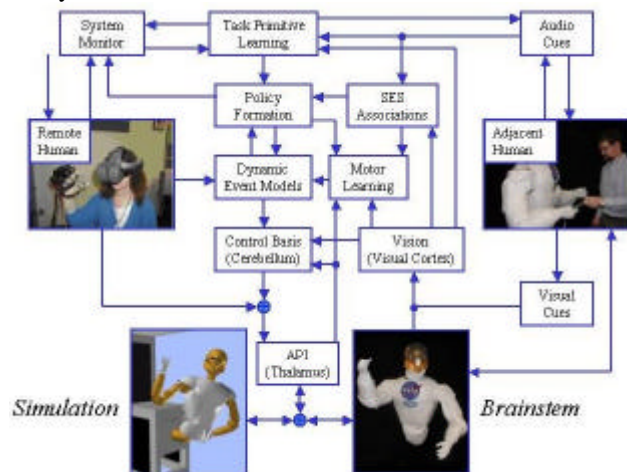 System
Monitor
Task Primitive
Learning
Audio
Cues
Policy
Formation
SES
Associations
Remote
Human
Adjacent
Human
Dynamic
Event Models
Motor
Learning
Control Basis
(Cerebellum)
Vision
(Visual Cortex)
Visual
Cues
API
(Thalamus)
Simulation
Brainstem
NASA